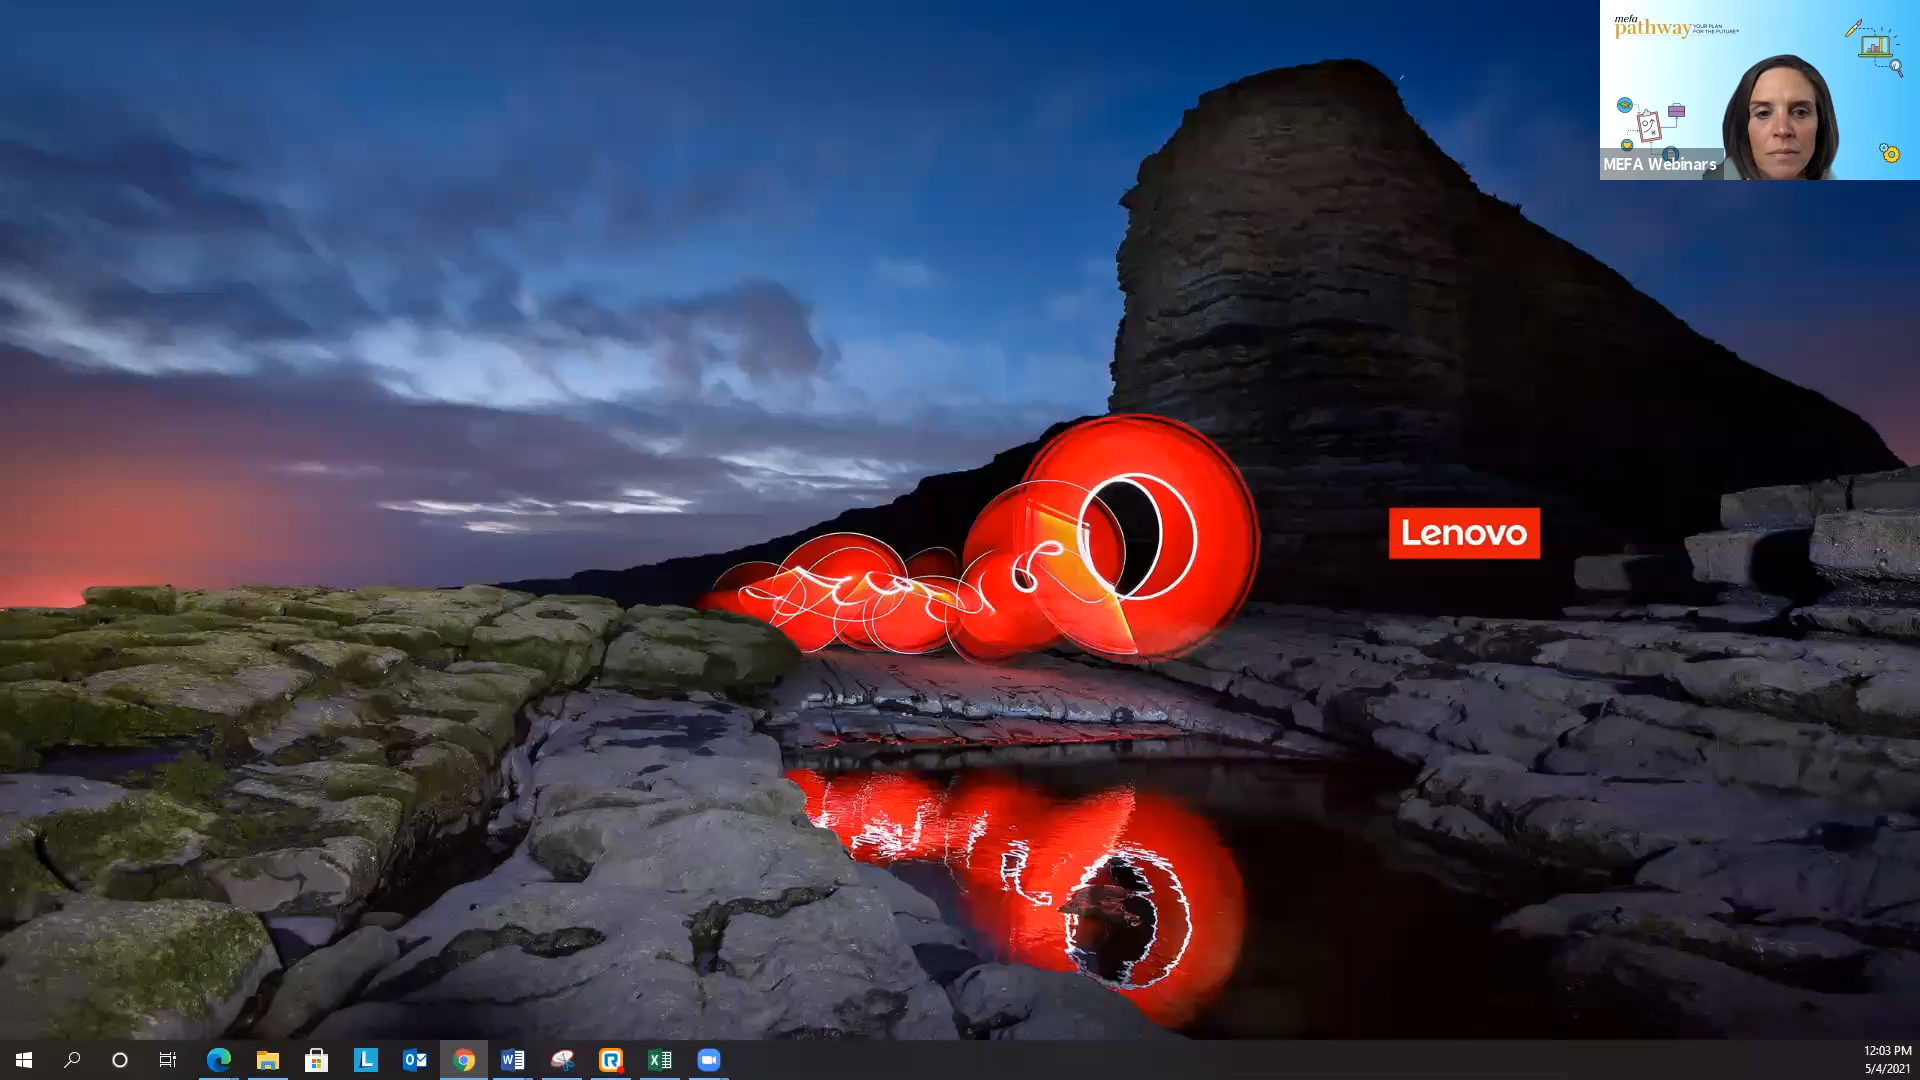 mefa
pathway YOUR PLAN
FOR THE FUTURE®
MEFA Webinars
Lenovo
12:03 PM
5/4/2021